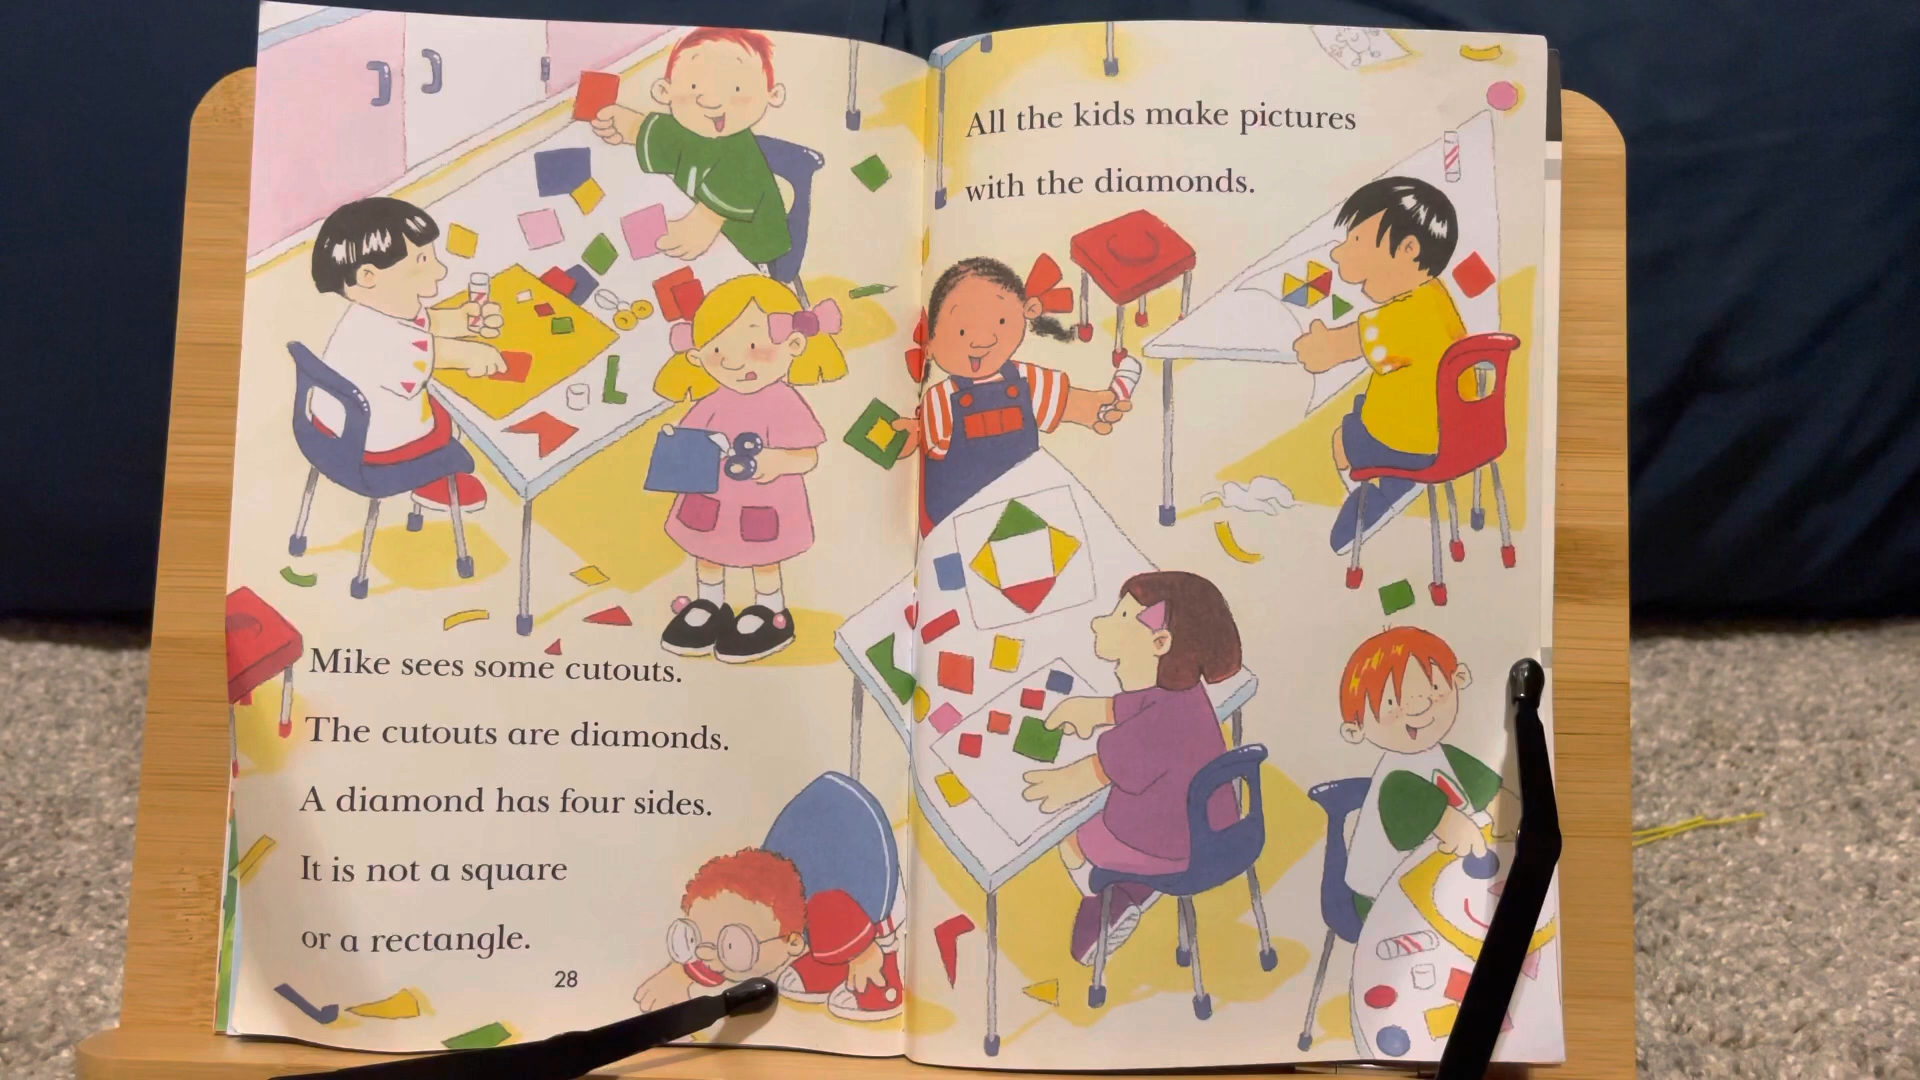 Mike sees some cutouts.
The cutouts are diamonds.
A diamond has four sides.
It is not a square
or a rectangle.
28
All the kids make pictures
with the diamonds.